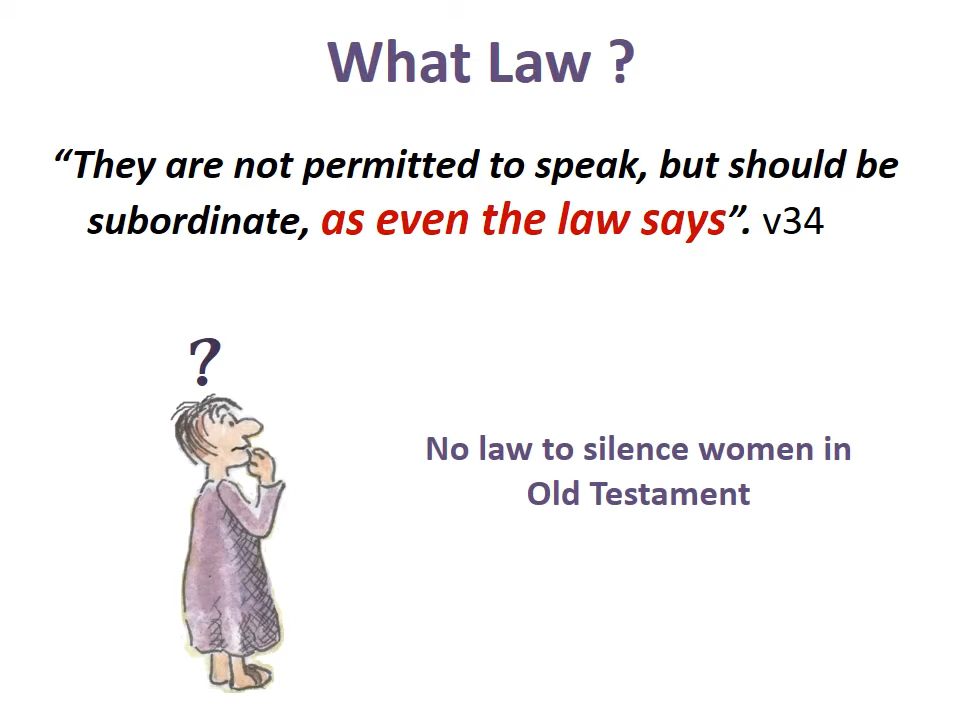 What Law ?
“They are not permitted to speak, but should be
subordinate, as even the law says”. v34
?
No law to silence women in
Old Testament